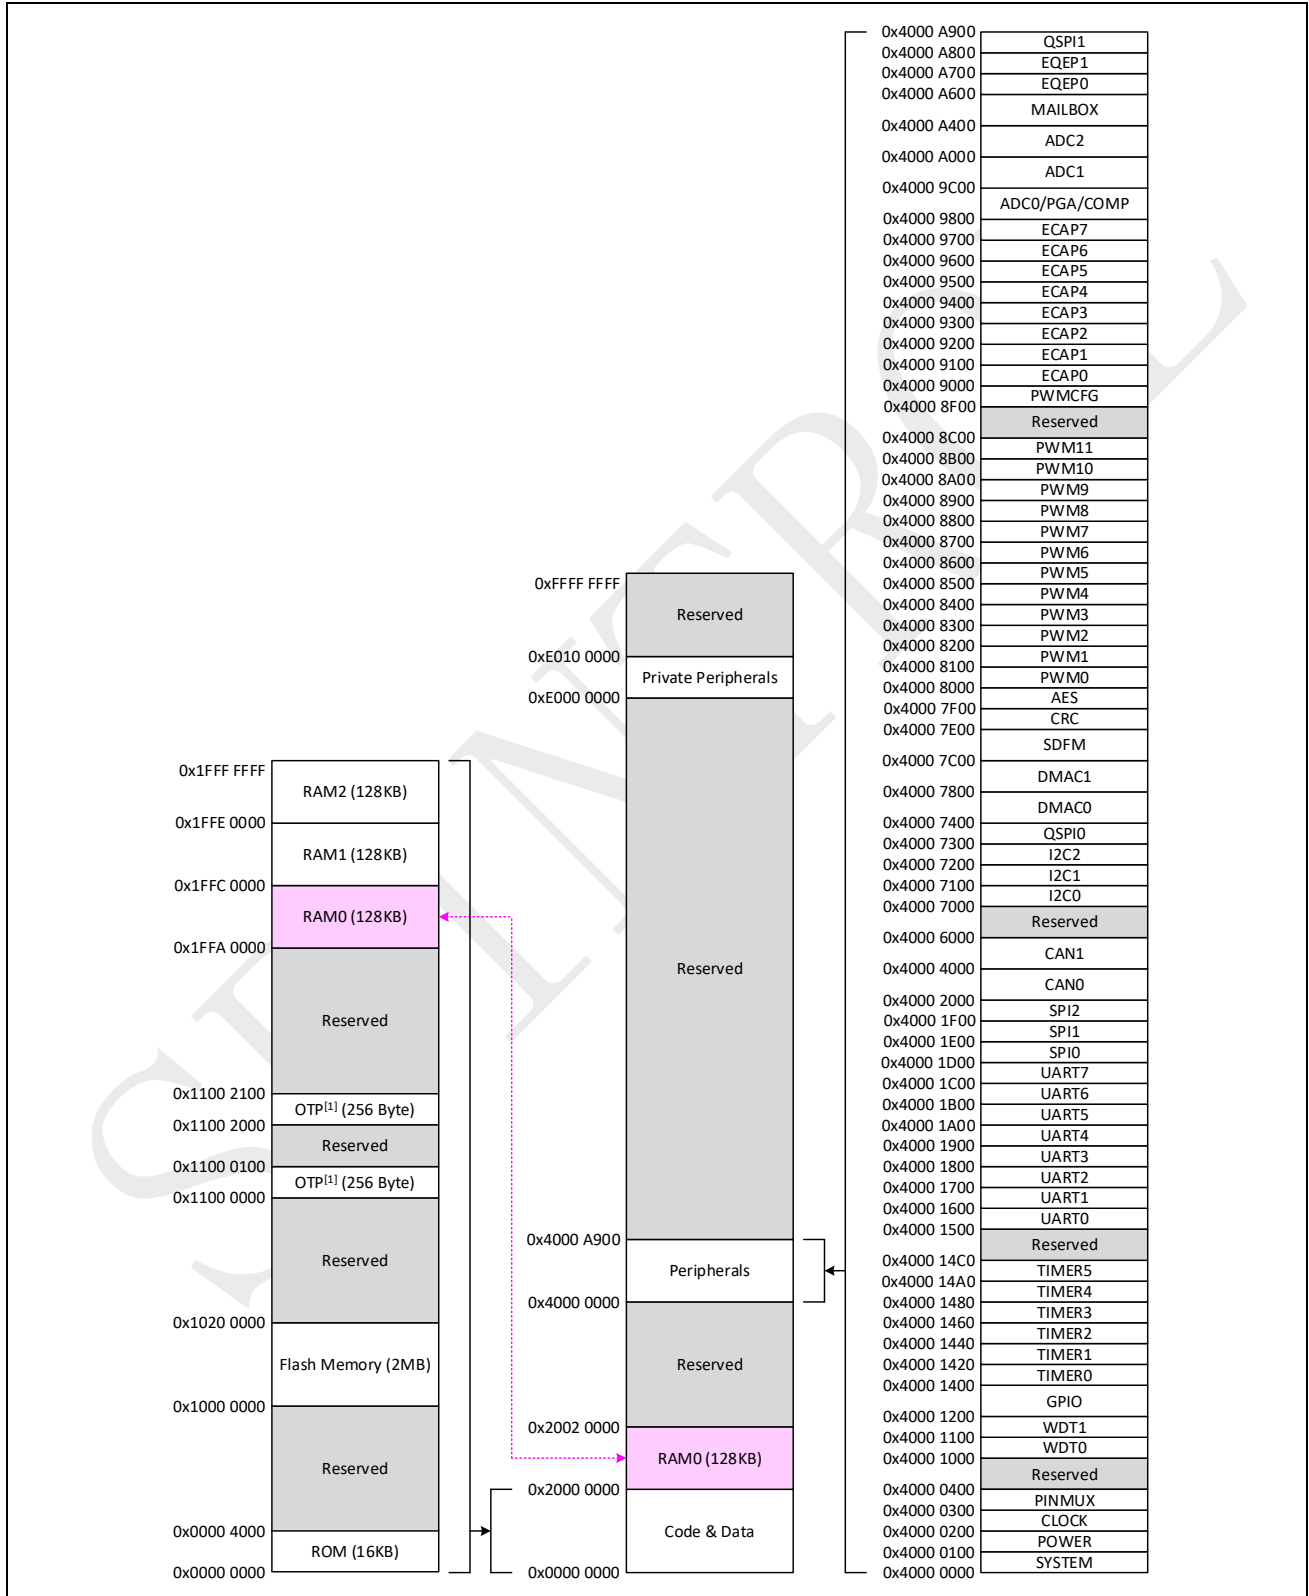 0x1FFF FFFF
RAM2 (128KB)
0x1FFE 0000
RAM1 (128KB)
0x1FFC 0000
RAM0 (128KB)
0x1FFA 0000
Reserved
0x1100 2100
OTP[1] (256 Byte)
0x1100 2000
Reserved
0x1100 0100
OTP[1] (256 Byte)
0x1100 0000
Reserved
0x1020 0000
Flash Memory (2MB)
0x1000 0000
Reserved
0x0000 4000
ROM (16KB)
0x0000 0000
0xFFFF FFFF
Reserved
0xE010 0000
Private Peripherals
0xE000 0000
Reserved
0x4000 A900
Peripherals
0x4000 0000
Reserved
0x2002 0000
RAM0 (128KB)
0x2000 0000
Code & Data
0x0000 0000
0x4000 A900
QSPI1
0x4000 A800
EQEP1
0x4000 A700
EQEP0
0x4000 A600
MAILBOX
0x4000 A400
ADC2
0x4000 A000
ADC1
0x4000 9C00
ADC0/PGA/COMP
0x4000 9800
ECAP7
0x4000 9700
ECAP6
0x4000 9600
ECAP5
0x4000 9500
ECAP4
0x4000 9400
ECAP3
0x4000 9300
ECAP2
0x4000 9200
ECAP1
0x4000 9100
ECAP0
0x4000 9000
PWMCFG
0x4000 8F00
Reserved
0x4000 8C00
PWM11
0x4000 8B00
PWM10
0x4000 8A00
PWM9
0x4000 8900
PWM8
0x4000 8800
PWM7
0x4000 8700
PWM6
0x4000 8600
PWM5
0x4000 8500
PWM4
0x4000 8400
PWM3
0x4000 8300
PWM2
0x4000 8200
PWM1
0x4000 8100
PWM0
0x4000 8000
AES
0x4000 7F00
CRC
0x4000 7E00
SDFM
0x4000 7C00
DMAC1
0x4000 7800
DMAC0
0x4000 7400
QSPI0
0x4000 7300
I2C2
0x4000 7200
I2C1
0x4000 7100
I2C0
0x4000 7000
Reserved
0x4000 6000
CAN1
0x4000 4000
CAN0
0x4000 2000
SPI2
0x4000 1F00
SPI1
0x4000 1E00
SPI0
0x4000 1D00
UART7
0x4000 1C00
UART6
0x4000 1B00
UART5
0x4000 1A00
UART4
0x4000 1900
UART3
0x4000 1800
UART2
0x4000 1700
UART1
0x4000 1600
UART0
0x4000 1500
Reserved
0x4000 14C0
TIMER5
0x4000 14A0
TIMER4
0x4000 1480
TIMER3
0x4000 1460
TIMER2
0x4000 1440
TIMER1
0x4000 1420
TIMER0
0x4000 1400
GPIO
0x4000 1200
WDT1
0x4000 1100
WDT0
0x4000 1000
Reserved
0x4000 0400
PINMUX
0x4000 0300
CLOCK
0x4000 0200
POWER
0x4000 0100
SYSTEM
0x4000 0000